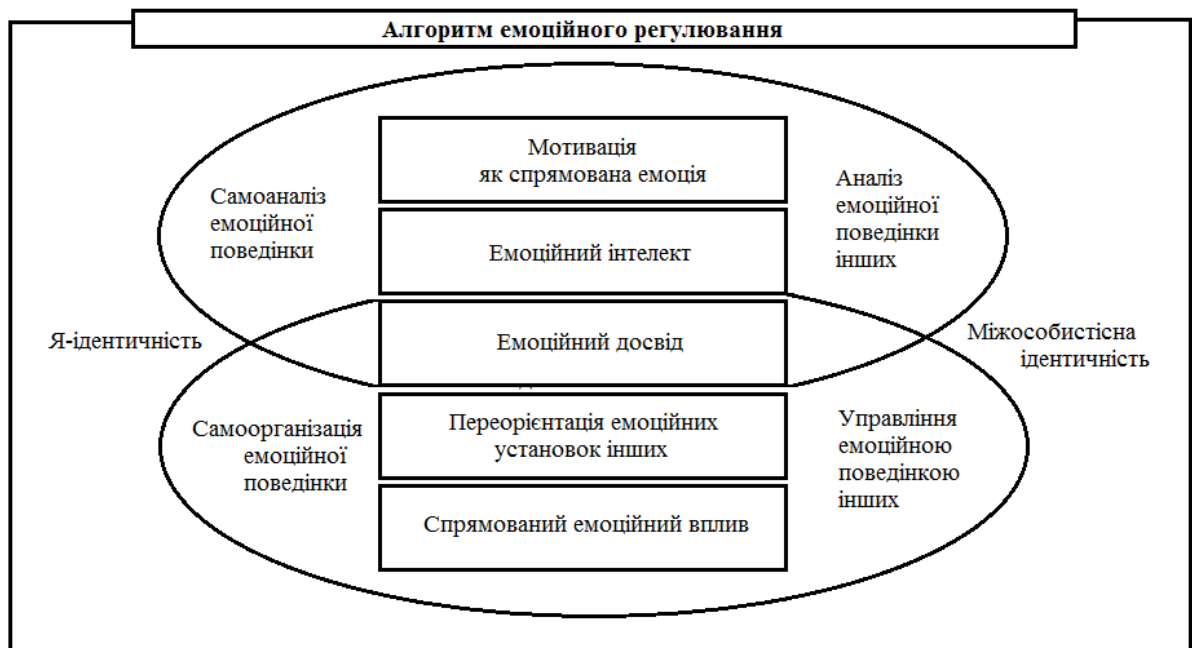 Алгоритм емоційного регулювання
Мотивація
як спрямована емоція
Самоаналіз
емоційної
поведінки
Аналіз
емоційної
поведінки
інших
Емоційний інтелект
Я-ідентичність
Емоційний досвід
Міжособистісна
ідентичність
Самоорганізація
емоційної
поведінки
Переорієнтація емоційних
установок інших
Управління
емоційною
поведінкою
інших
Спрямований емоційний вплив